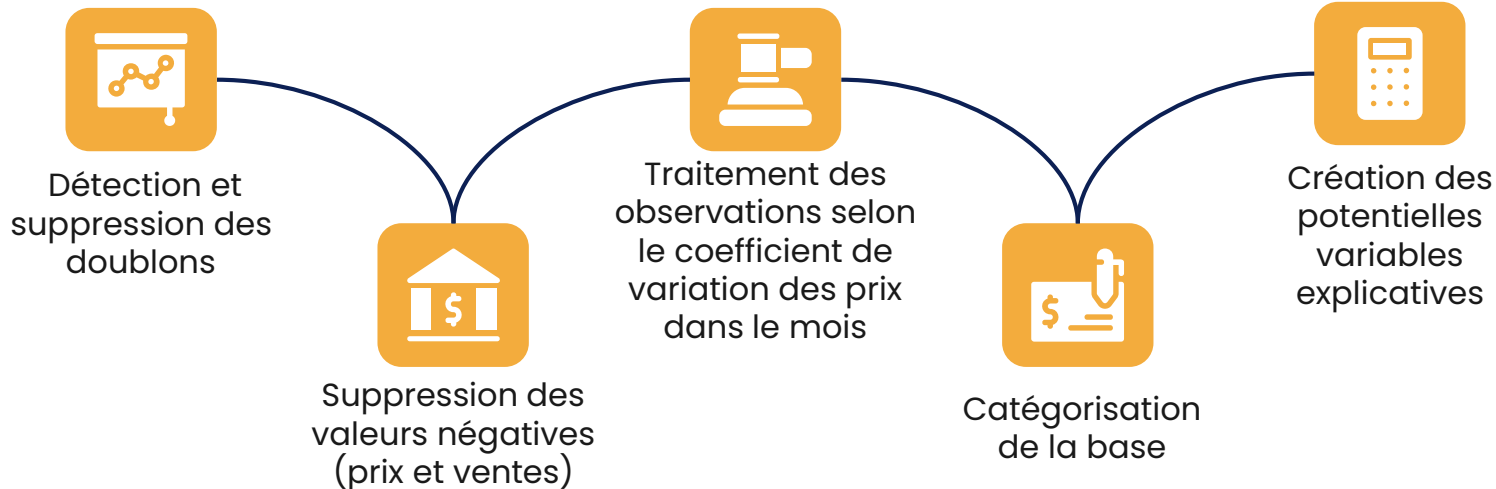 Détection et
suppression des
doublons
Suppression des
valeurs négatives
(prix et ventes)
Traitement des
observations selon
le coefficient de
variation des prix
dans le mois
Catégorisation
de la base
Création des
potentielles
variables
explicatives
$
$